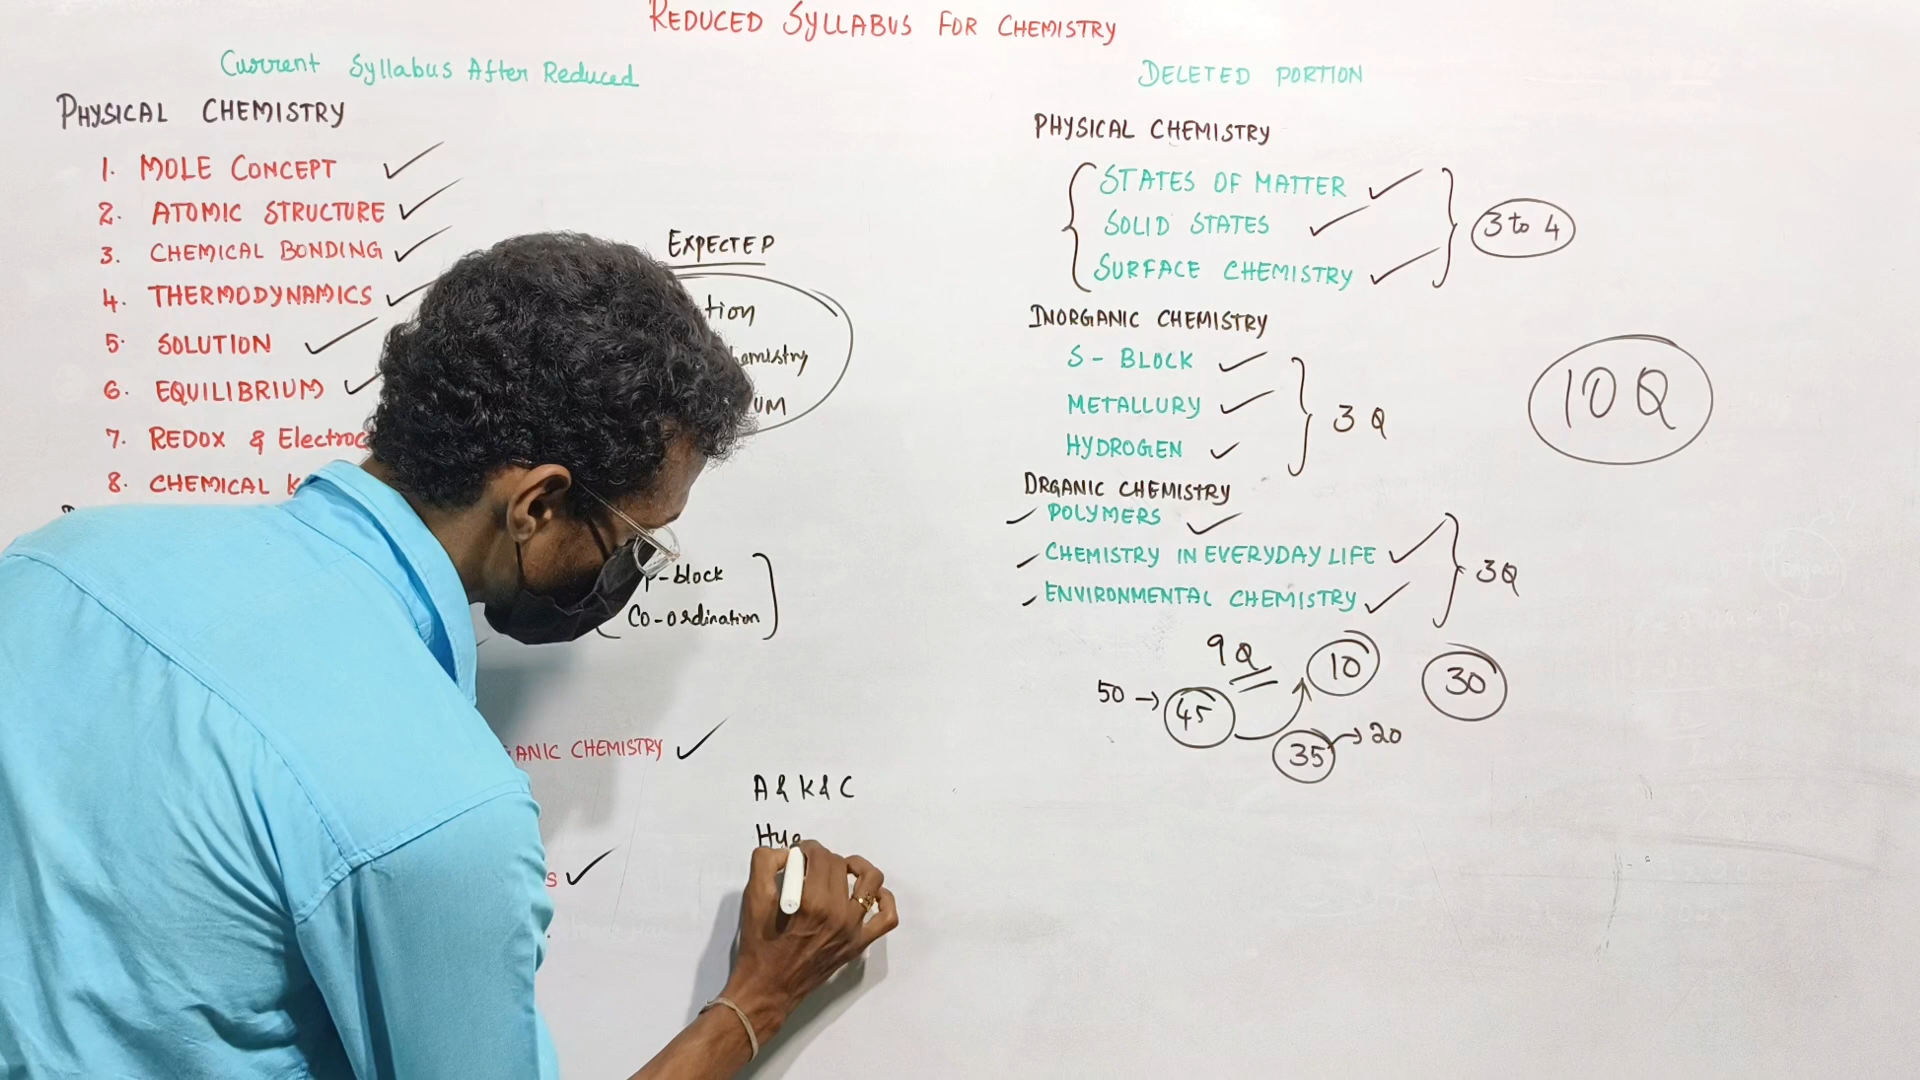 REDUCED SYLLABUS FOR CHEMISTRY
Current Syllabus After Reduced
PHYSICAL CHEMISTRY
1. MOLE CONCEPT
2. ATOMIC STRUCTURE
3. CHEMICAL BONDING
4. THERMODYNAMICS
5. SOLUTION
6. EQUILIBRIUM
7. REDOX & Electroc
8. CHEMICAL K
EXPECTED
tion
hemistry
UM
P-block
Co-ordination
GANIC CHEMISTRY
S
A & K & C
Hyd
DELETED PORTION
PHYSICAL CHEMISTRY
STATES OF MATTER
SOLID STATES
SURFACE CHEMISTRY
3 to 4
INORGANIC CHEMISTRY
S - BLOCK
METALLURY
HYDROGEN
3 Q
10 Q
ORGANIC CHEMISTRY
POLYMERS
CHEMISTRY IN EVERYDAY LIFE
ENVIRONMENTAL CHEMISTRY
3Q
9Q
10
30
50 → 45
35 → 20